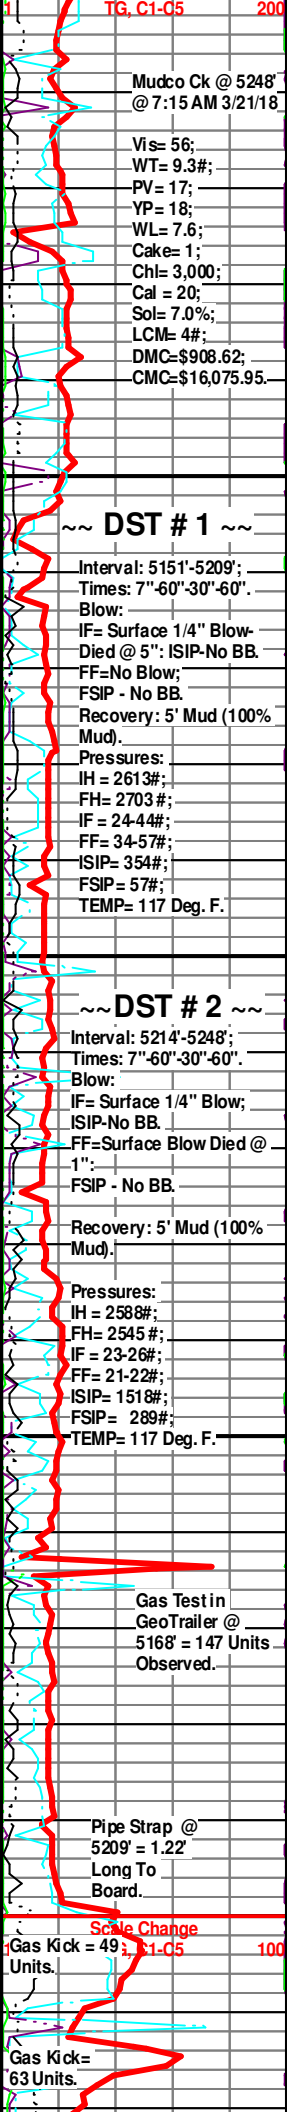 1 TG, C1-C5 200
Mudco Ck @ 5248'
@ 7:15 AM 3/21/18
Vis= 56;
WT= 9.3#;
PV= 17;
YP= 18;
WL= 7.6;
Cake= 1;
Chl= 3,000;
Cal = 20;
Sol= 7.0%;
LCM= 4#;
DMC=$908.62;
CMC=$16,075.95.
~~ DST # 1 ~~
Interval: 5151'-5209';
Times: 7"-60"-30"-60".
Blow:
IF= Surface 1/4" Blow-
Died @ 5": ISIP-No BB.
FF=No Blow;
FSIP - No BB.
Recovery: 5' Mud (100%
Mud).
Pressures:
IH = 2613#;
FH= 2703 #;
IF = 24-44#;
FF= 34-57#;
ISIP= 354#;
FSIP= 57#;
TEMP= 117 Deg. F.
~~DST # 2 ~~
Interval: 5214'-5248';
Times: 7"-60"-30"-60".
Blow:
IF= Surface 1/4" Blow;
ISIP-No BB.
FF=Surface Blow Died @
1":
FSIP - No BB.
Recovery: 5' Mud (100%
Mud).
Pressures:
IH = 2588#;
FH= 2545 #;
IF = 23-26#;
FF= 21-22#;
ISIP= 1518#;
FSIP= 289#;
TEMP= 117 Deg. F.
Gas Test in
GeoTrailer @
5168' = 147 Units
Observed.
Pipe Strap @
5209' = 1.22'
Long To
Board.
Scale Change
1 TG, C1-C5 100
Gas Kick = 49
Units.
Gas Kick=
63 Units.